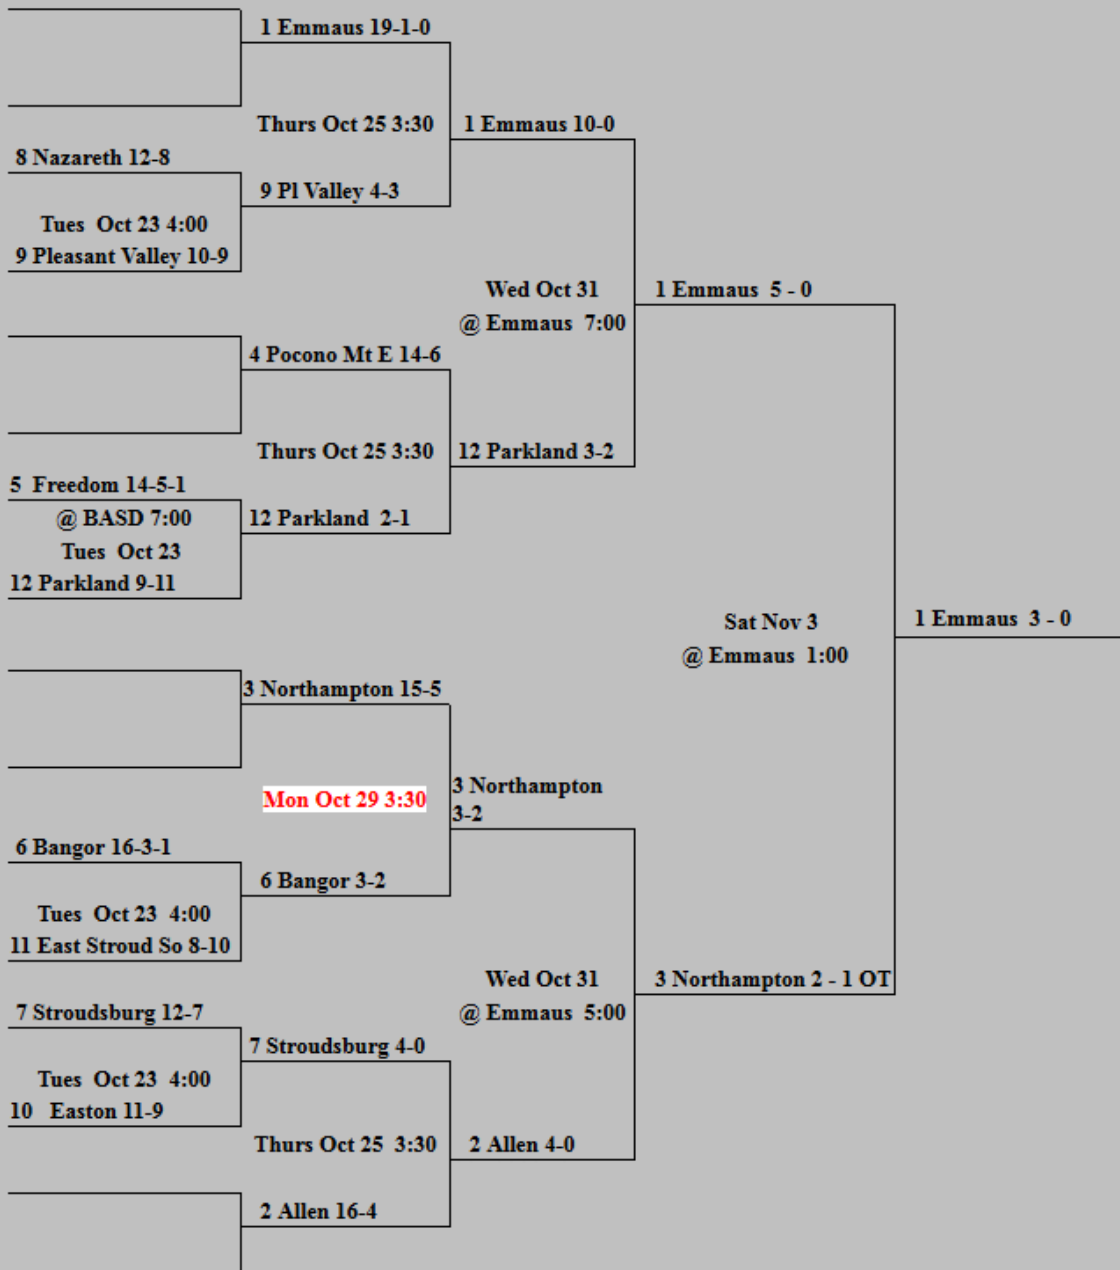 1 Emmaus 19-1-0
Thurs Oct 25 3:30
1 Emmaus 10-0
8 Nazareth 12-8
9 Pl Valley 4-3
Tues Oct 23 4:00
9 Pleasant Valley 10-9
Wed Oct 31
@ Emmaus 7:00
1 Emmaus 5 - 0
4 Pocono Mt E 14-6
Thurs Oct 25 3:30
12 Parkland 3-2
5 Freedom 14-5-1
@ BASD 7:00
12 Parkland 2-1
Tues Oct 23
12 Parkland 9-11
Sat Nov 3
@ Emmaus 1:00
1 Emmaus 3 - 0
3 Northampton 15-5
Mon Oct 29 3:30
3 Northampton
3-2
6 Bangor 16-3-1
6 Bangor 3-2
Tues Oct 23 4:00
11 East Stroud So 8-10
Wed Oct 31
@ Emmaus 5:00
3 Northampton 2 - 1 OT
7 Stroudsburg 12-7
7 Stroudsburg 4-0
Tues Oct 23 4:00
10 Easton 11-9
Thurs Oct 25 3:30
2 Allen 4-0
2 Allen 16-4